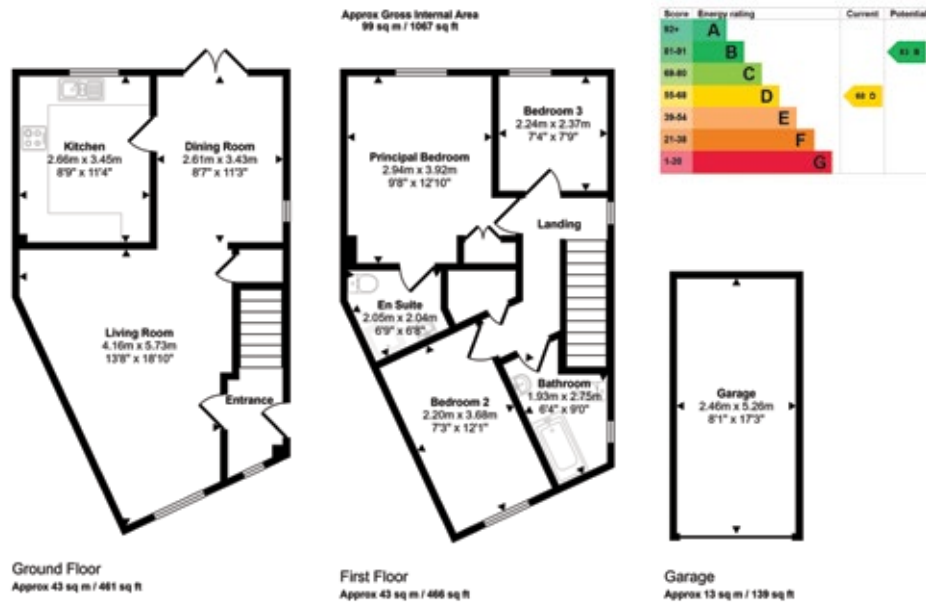 Approx Gross Internal Area
99 sq m / 1067 sq ft
Kitchen
2.66m x 3.45m
8'9" x 11'4"
Dining Room
2.61m x 3.43m
8'7" x 11'3"
Living Room
4.16m x 5.73m
13'8" x 18'10"
Entrance
Ground Floor
Approx 43 sq m / 461 sq ft
Principal Bedroom
2.94m x 3.92m
9'8" x 12'10"
Bedroom 3
2.24m x 2.37m
7'4" x 7'9"
Landing
En Suite
2.05m x 2.04m
6'9" x 6'8"
Bedroom 2
2.20m x 3.68m
7'3" x 12'1"
Bathroom
1.93m x 2.75m
6'4" x 9'0"
First Floor
Approx 43 sq m / 466 sq ft
Score Energy rating Current Potential
92+ A
81-91 B
69-80 C
55-68 D 68 D
39-54 E
21-38 F
1-20 G
Garage
2.46m x 5.26m
8'1" x 17'3"
Garage
Approx 13 sq m / 139 sq ft